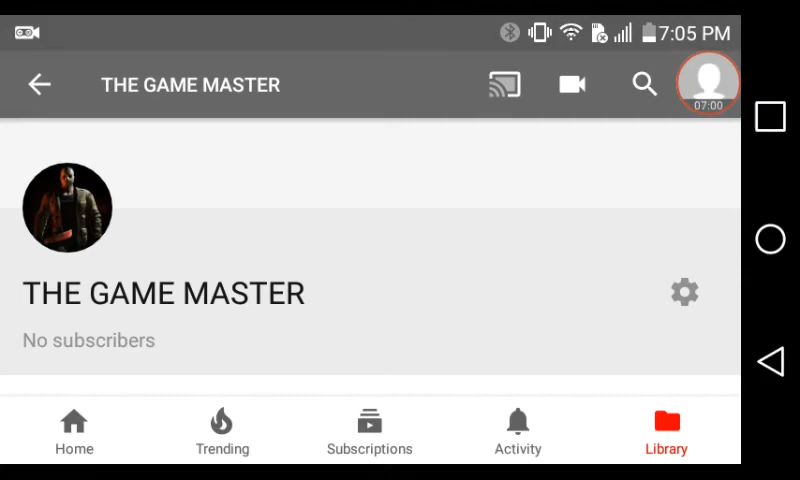 7:05 PM
THE GAME MASTER
07:00
THE GAME MASTER
No subscribers
Home
Trending
Subscriptions
Activity
Library